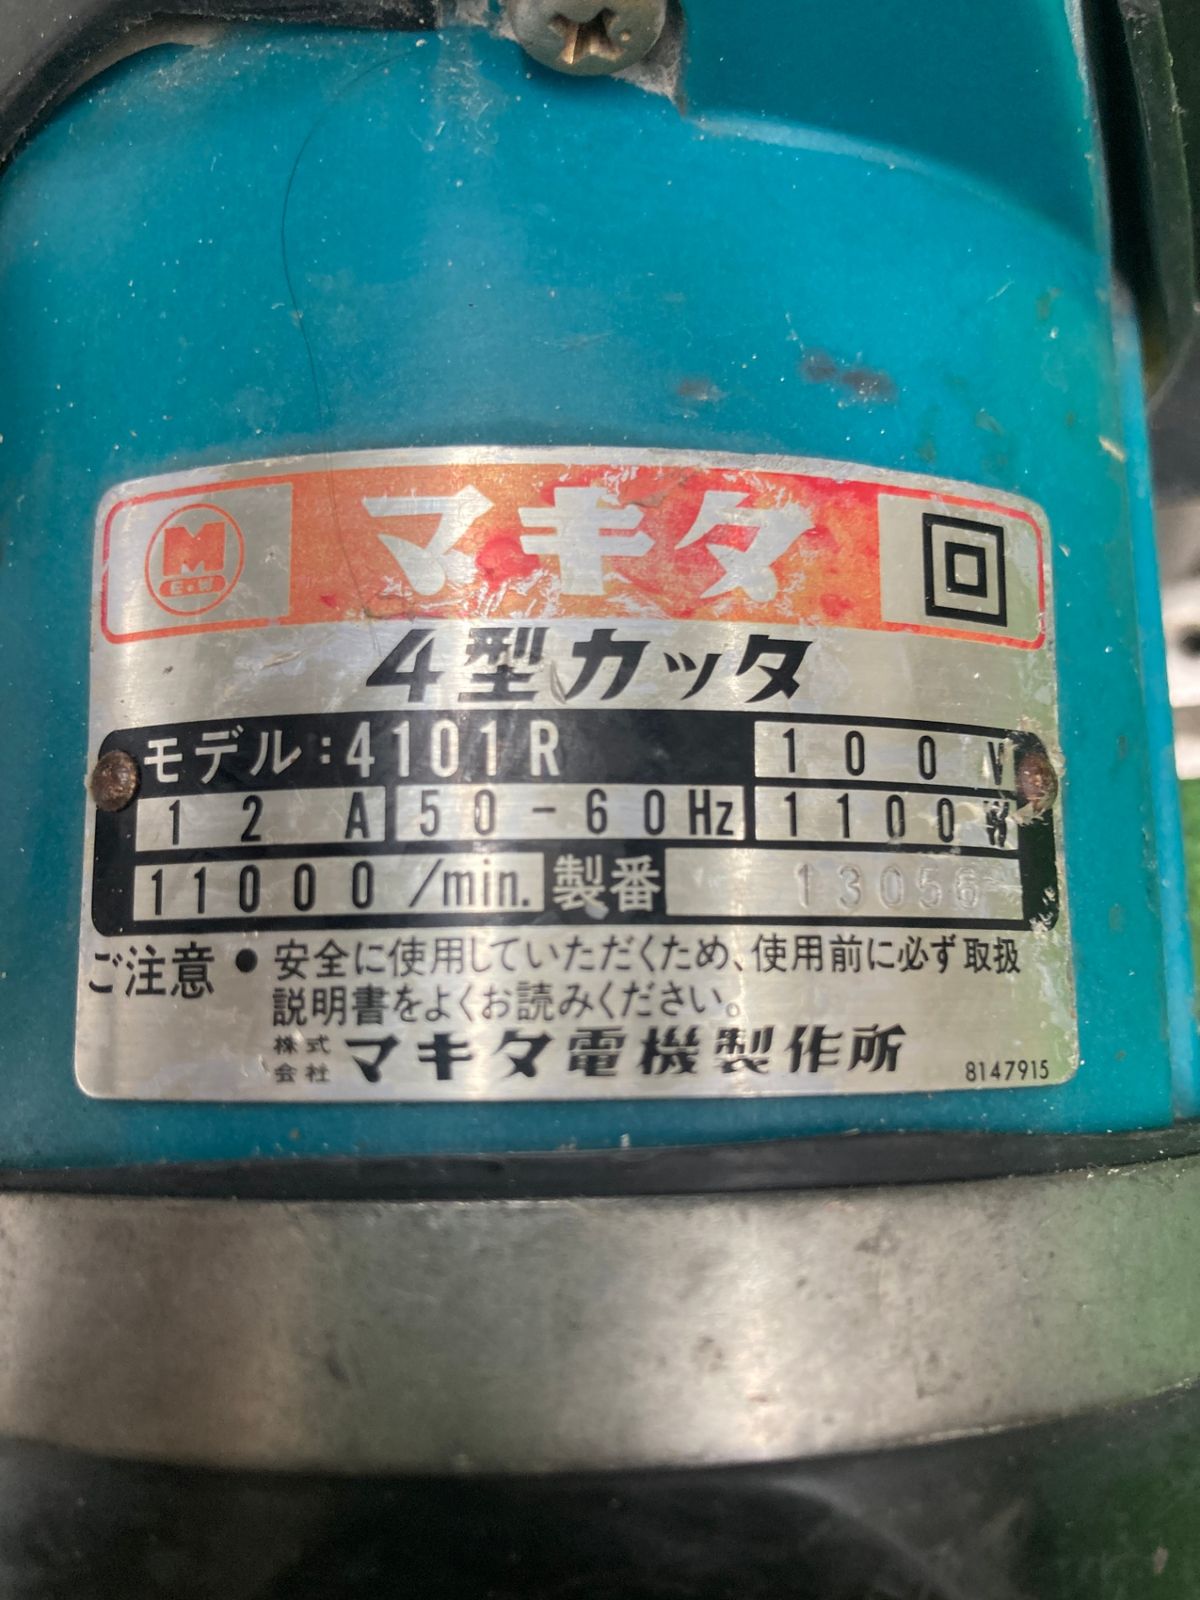 M
E・W
マキタ
4型カッタ
モデル:4101R 100V
12A 50-60Hz 1100W
11000/min. 製番 13056
ご注意 ● 安全に使用していただくため、使用前に必ず取扱
説明書をよくお読みください。
株式会社 マキタ電機製作所 8147915